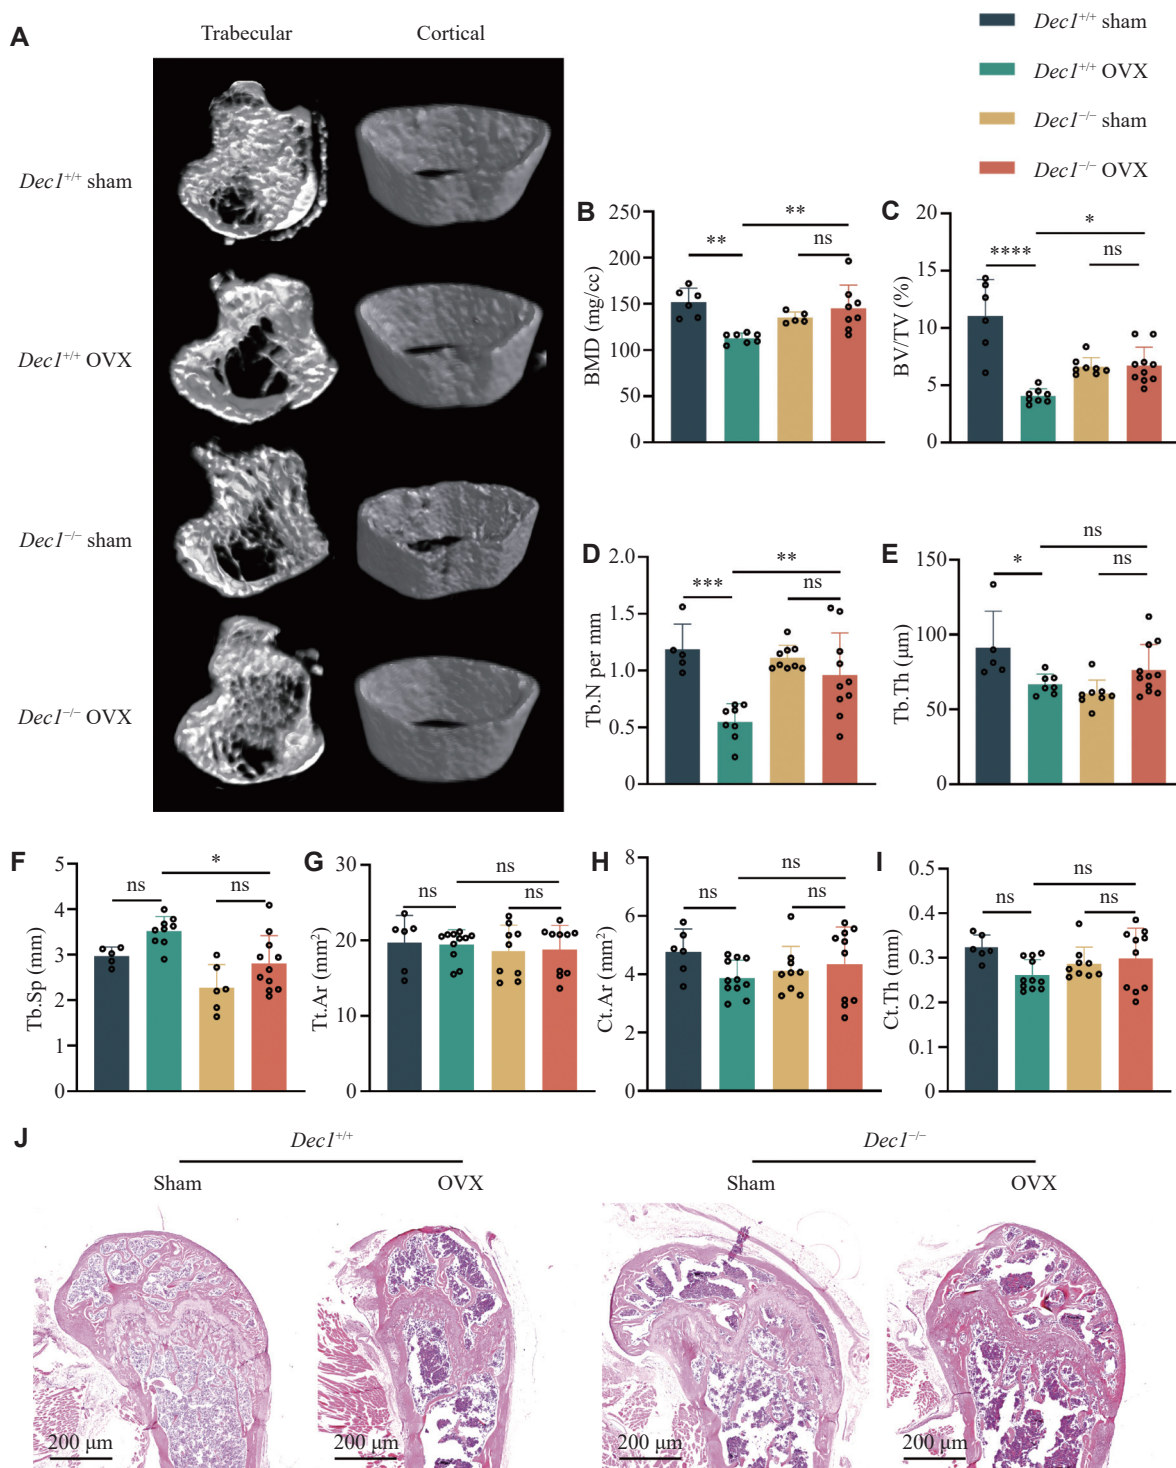 A
Trabecular Cortical
Dec1+/+ sham
Dec1+/+ OVX
Dec1−/− sham
Dec1−/− OVX
Dec1+/+ sham
Dec1+/+ OVX
Dec1−/− sham
Dec1−/− OVX
B
BMD (mg/cc)
250
200
150
100
50
0
**
**
ns
C
BV/TV (%)
20
15
10
5
0
****
*
ns
D
Tb.N per mm
2.0
1.5
1.0
0.5
0
***
**
ns
E
Tb.Th (μm)
150
100
50
0
*
ns
ns
F
Tb.Sp (mm)
5
4
3
2
1
0
ns
*
ns
G
Tt.Ar (mm²)
30
20
10
0
ns
ns
ns
H
Ct.Ar (mm²)
8
6
4
2
0
ns
ns
ns
I
Ct.Th (mm)
0.5
0.4
0.3
0.2
0.1
0
ns
ns
ns
J
Dec1+/+ Dec1−/−
Sham OVX Sham OVX
200 μm 200 μm 200 μm 200 μm